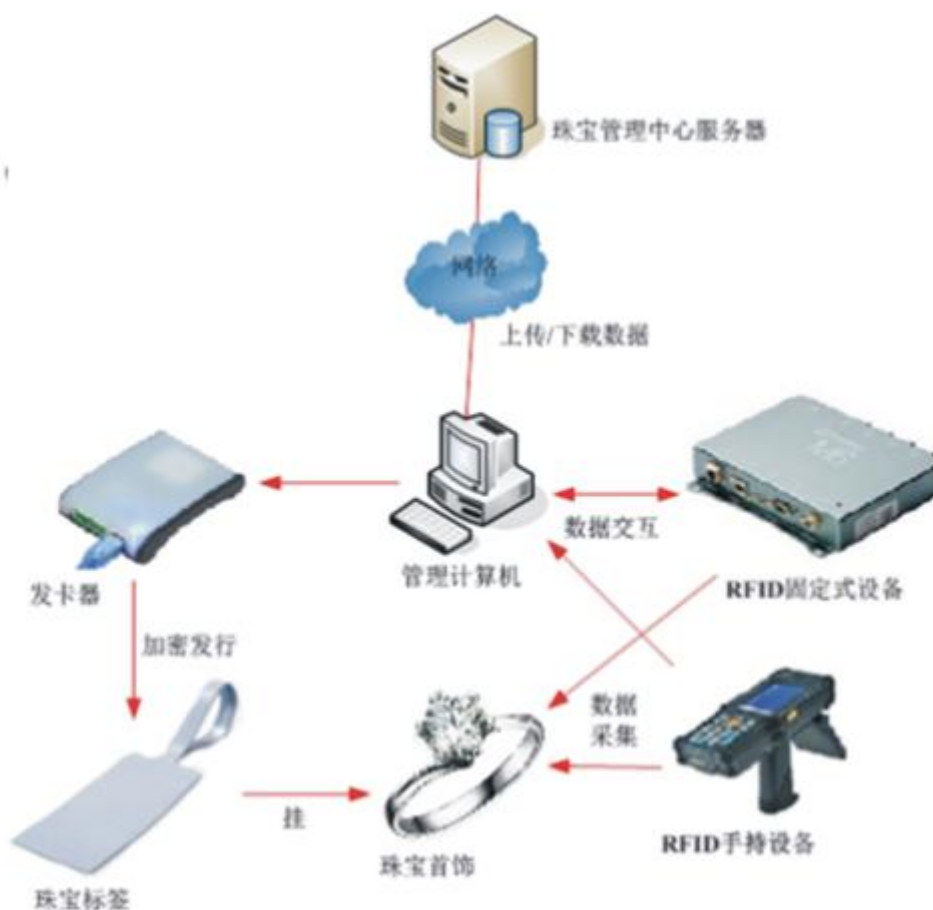 珠宝管理中心服务器
网络
上传/下载数据
数据交互
管理计算机
发卡器
RFID固定式设备
加密发行
数据
采集
挂
RFID手持设备
珠宝首饰
珠宝标签